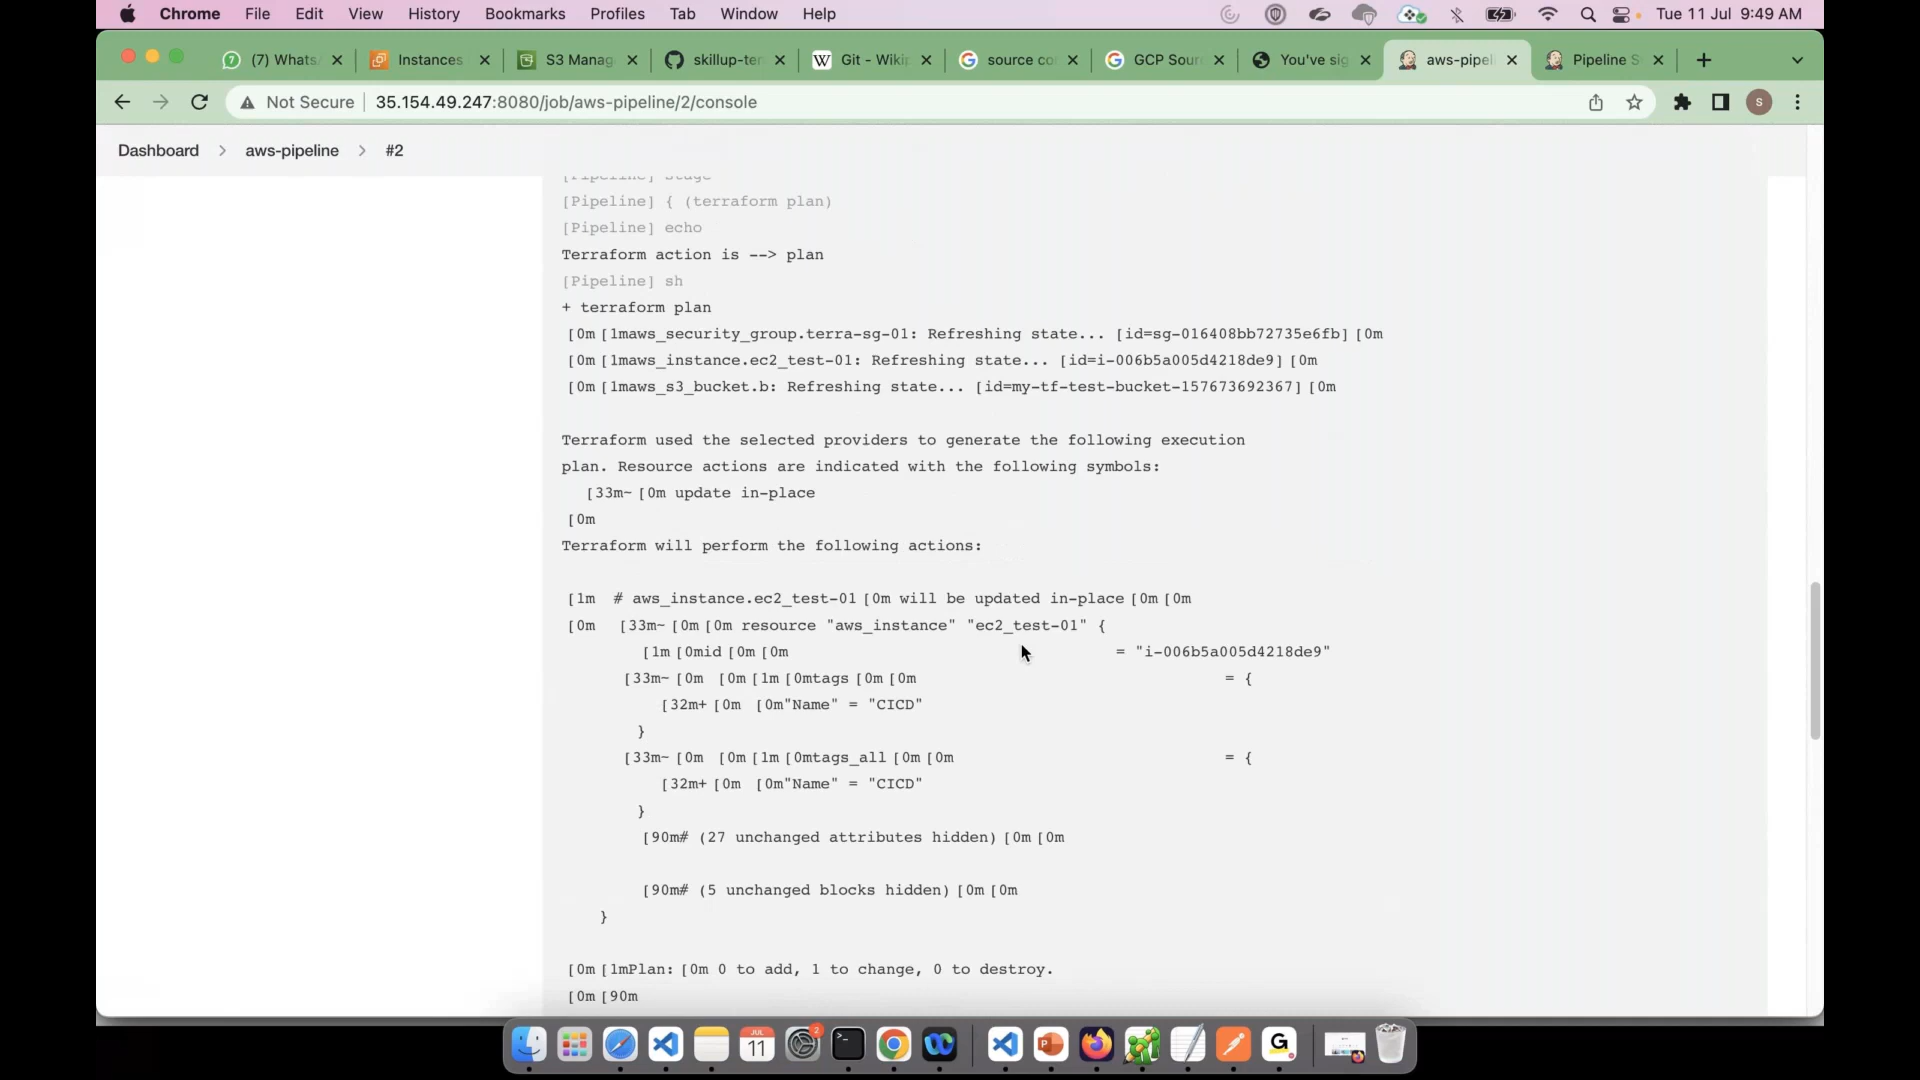 Chrome File Edit View History Bookmarks Profiles Tab Window Help Tue 11 Jul 9:49 AM
(7) Whats Instances S3 Manag skillup-ter Git - Wikip source co GCP Sour You've sig aws-pipel Pipeline S
Not Secure 35.154.49.247:8080/job/aws-pipeline/2/console S
Dashboard > aws-pipeline > #2
[Pipeline] stage
[Pipeline] { (terraform plan)
[Pipeline] echo
Terraform action is --> plan
[Pipeline] sh
+ terraform plan
[0m [1maws_security_group.terra-sg-01: Refreshing state... [id=sg-016408bb72735e6fb] [0m
[0m [1maws_instance.ec2_test-01: Refreshing state... [id=i-006b5a005d4218de9] [0m
[0m [1maws_s3_bucket.b: Refreshing state... [id=my-tf-test-bucket-157673692367] [0m
Terraform used the selected providers to generate the following execution
plan. Resource actions are indicated with the following symbols:
[33m~ [0m update in-place
[0m
Terraform will perform the following actions:
[1m # aws_instance.ec2_test-01 [0m will be updated in-place [0m [0m
[0m [33m~ [0m [0m resource "aws_instance" "ec2_test-01" {
[1m [0mid [0m [0m = "i-006b5a005d4218de9"
[33m~ [0m [0m [1m [0mtags [0m [0m = {
[32m+ [0m [0m"Name" = "CICD"
}
[33m~ [0m [0m [1m [0mtags_all [0m [0m = {
[32m+ [0m [0m"Name" = "CICD"
}
[90m# (27 unchanged attributes hidden) [0m [0m
[90m# (5 unchanged blocks hidden) [0m [0m
}
[0m [1mPlan: [0m 0 to add, 1 to change, 0 to destroy.
[0m [90m
JUL
11
2